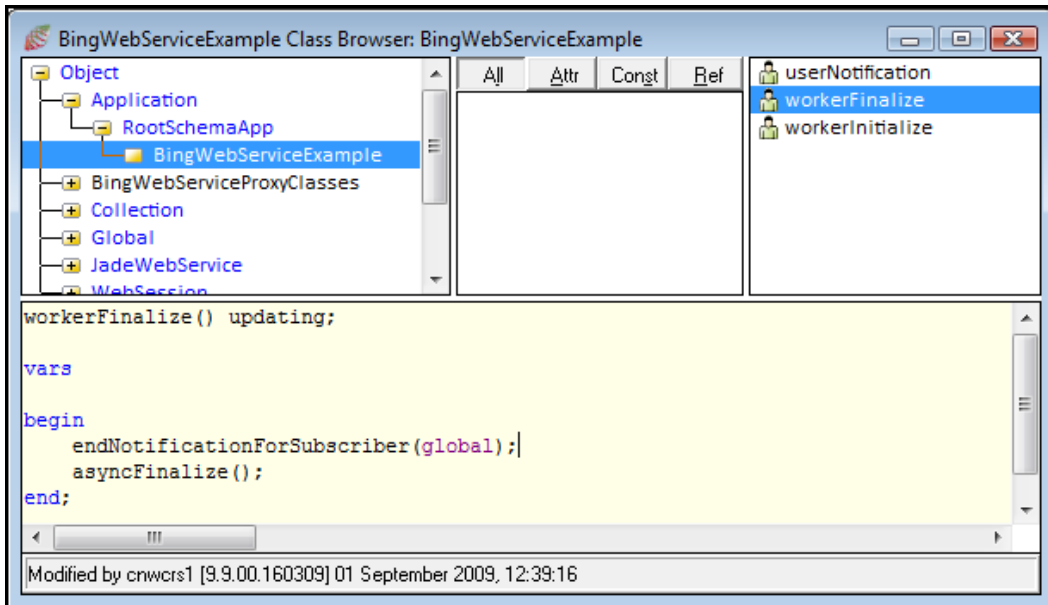 BingWebServiceExample Class Browser: BingWebServiceExample
Object
Application
RootSchemaApp
BingWebServiceExample
BingWebServiceProxyClasses
Collection
Global
JadeWebService
WebSession
All Attr Const Ref
userNotification
workerFinalize
workerInitialize
workerFinalize() updating;
vars
begin
endNotificationForSubscriber(global);
asyncFinalize();
end;
Modified by cnwcrs1 [9.9.00.160309] 01 September 2009, 12:39:16